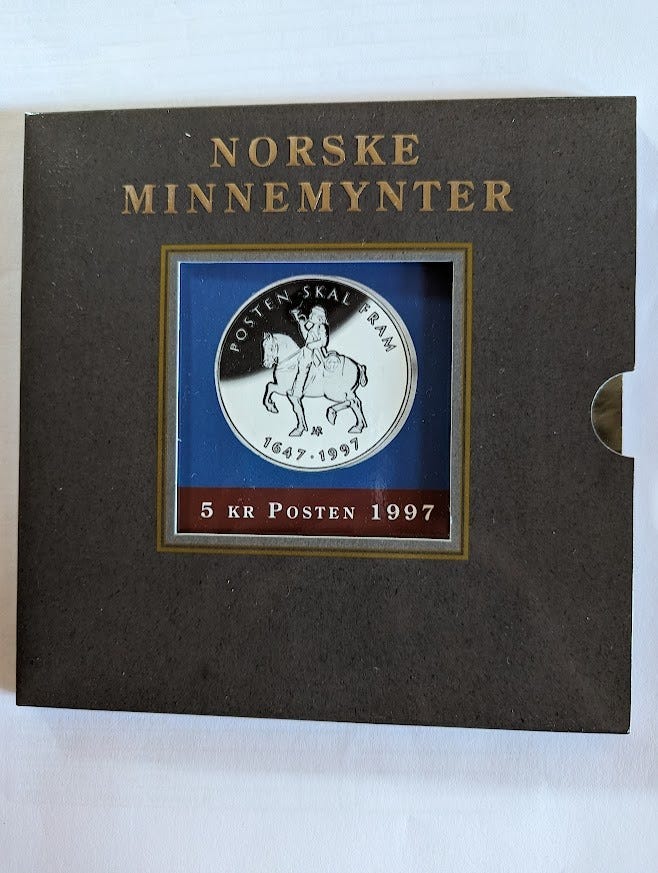 NORSKE
MINNEMYNTER
POSTEN SKAL FRAM
1647·1997
5 KR POSTEN 1997